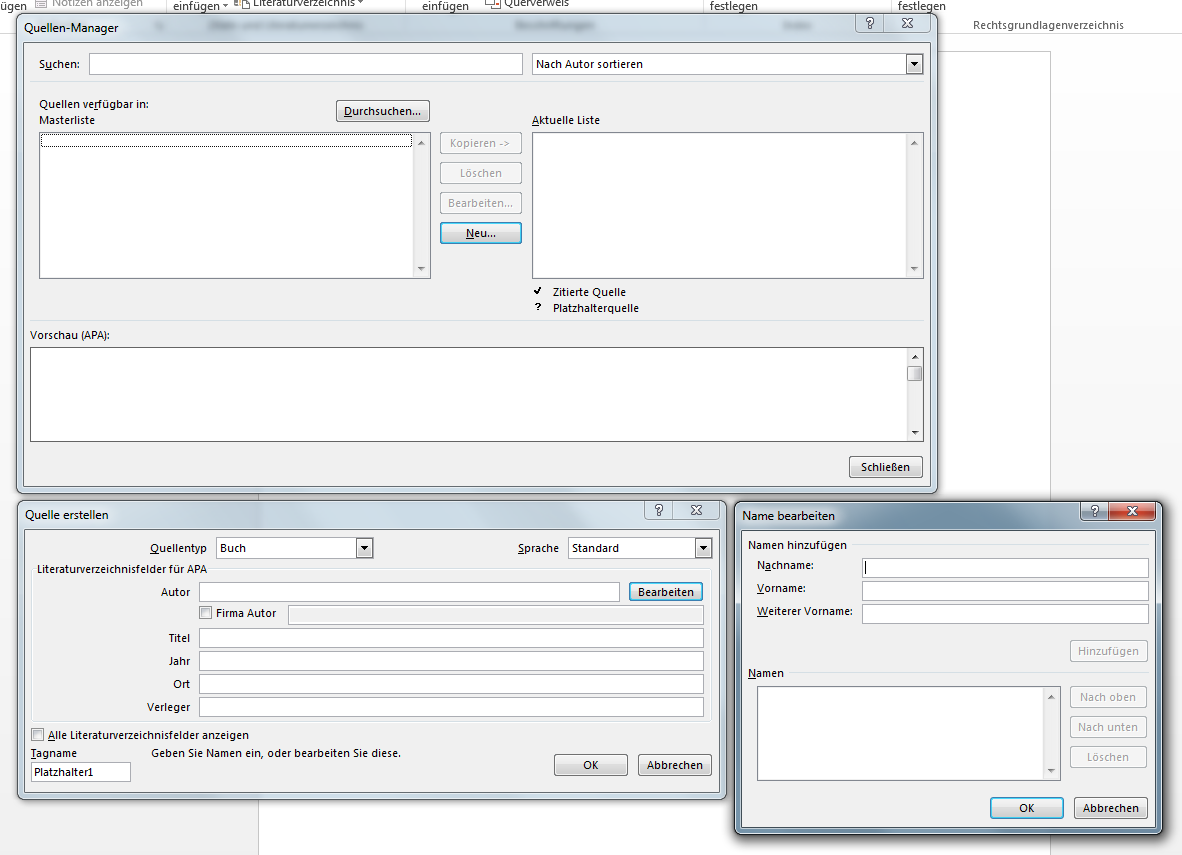 ügen
Notizen anzeigen
einfügen
Literaturverzeichnis
einfügen
Querverweis
festlegen
festlegen
Rechtsgrundlagenverzeichnis
Quellen-Manager
?
Suchen:
Nach Autor sortieren
Quellen verfügbar in:
Masterliste
Durchsuchen...
Aktuelle Liste
Kopieren ->
Löschen
Bearbeiten...
Neu...
Zitierte Quelle
? Platzhalterquelle
Vorschau (APA):
Schließen
Quelle erstellen
?
Quellentyp Buch Sprache Standard
Literaturverzeichnisfelder für APA
Autor Bearbeiten
Firma Autor
Titel
Jahr
Ort
Verleger
Alle Literaturverzeichnisfelder anzeigen
Tagname Geben Sie Namen ein, oder bearbeiten Sie diese.
Platzhalter1 OK Abbrechen
Name bearbeiten
?
Namen hinzufügen
Nachname:
Vorname:
Weiterer Vorname:
Hinzufügen
Namen
Nach oben
Nach unten
Löschen
OK Abbrechen